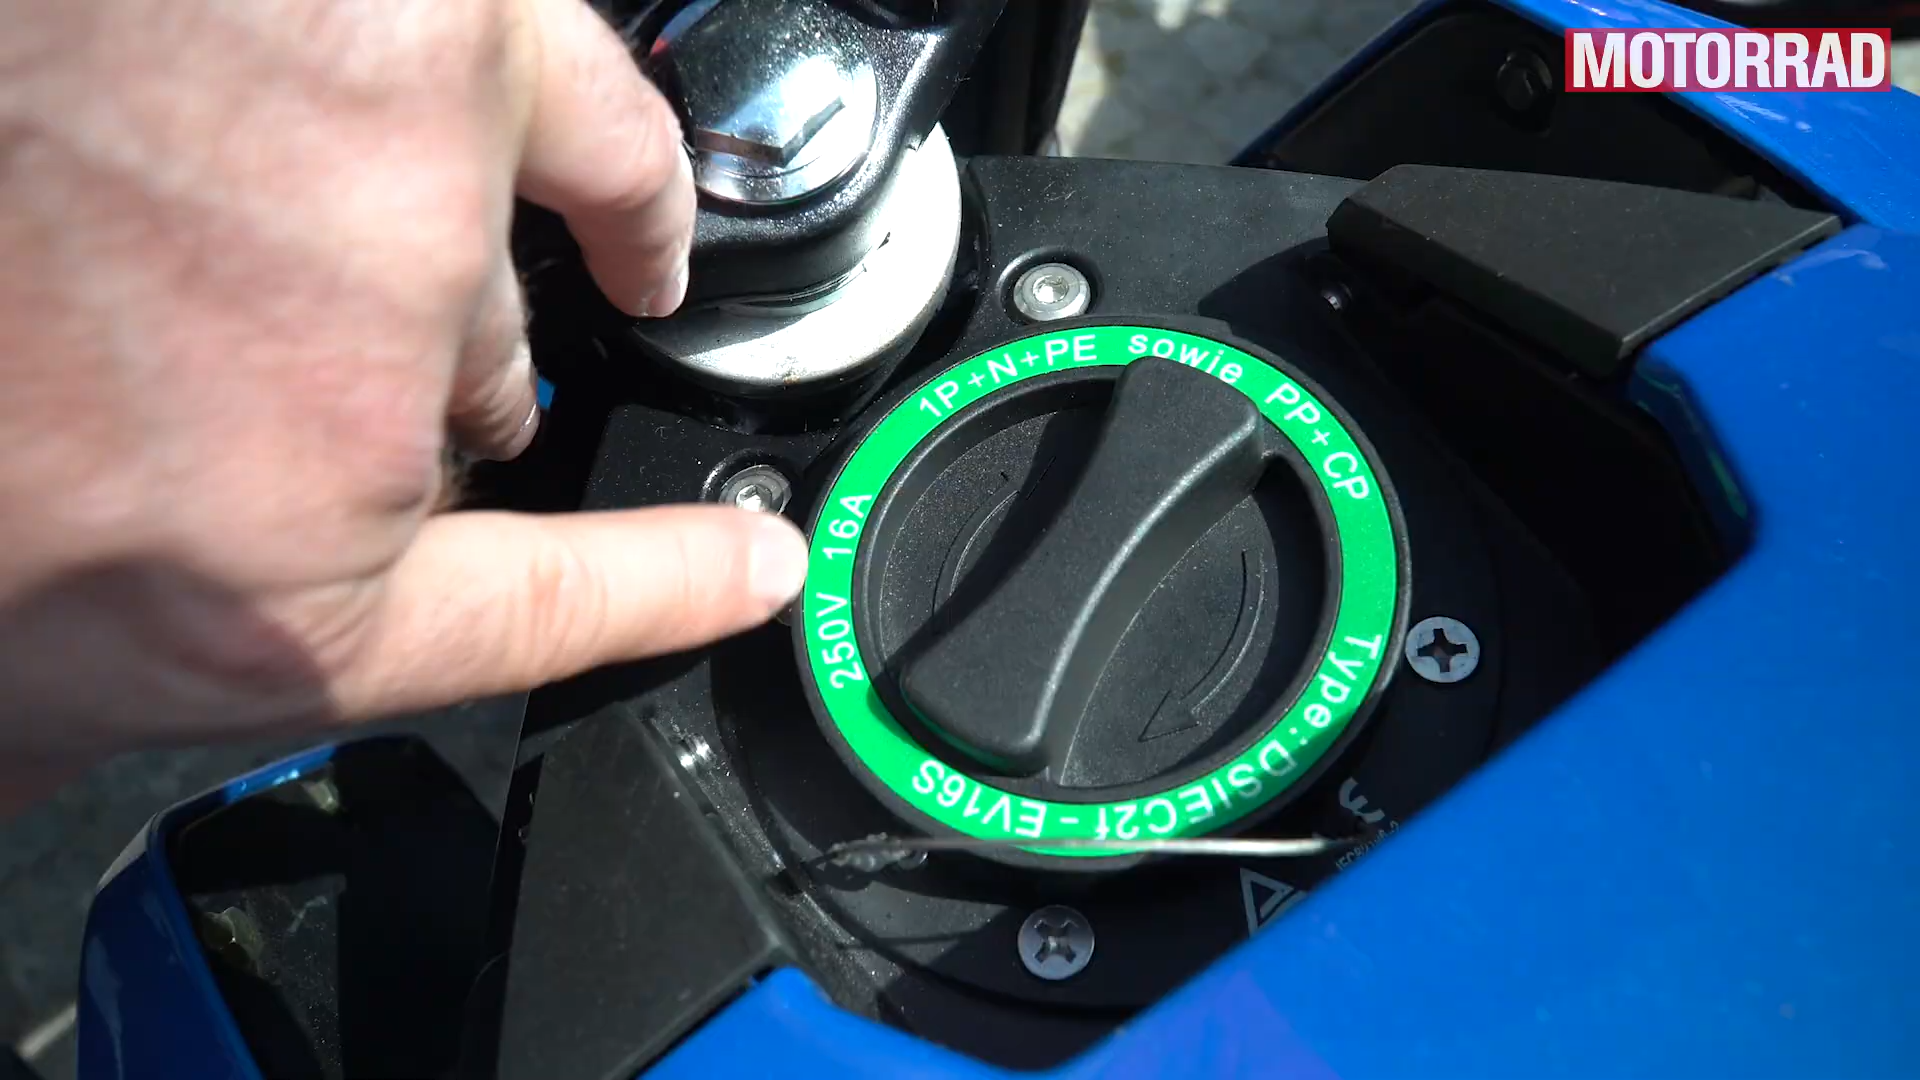 MOTORRAD
250V 16A 1P+N+PE sowie PP+CP Type: DSIEC2f - EV16S